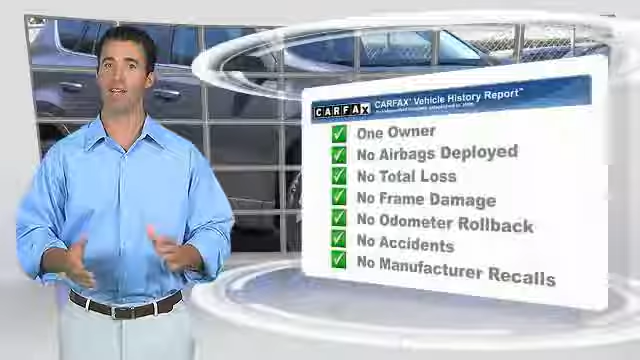 CARFAX
CARFAX Vehicle History Report™
One Owner
No Airbags Deployed
No Total Loss
No Frame Damage
No Odometer Rollback
No Accidents
No Manufacturer Recalls